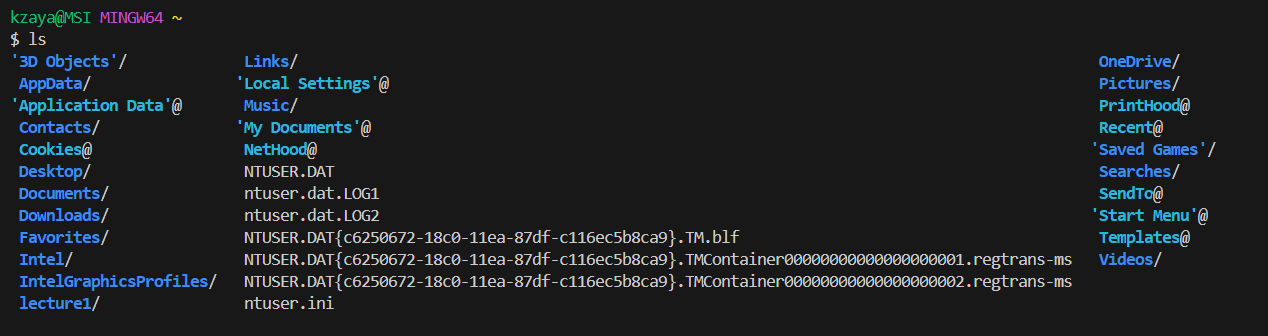 kzaya@MSI MINGW64 ~
$ ls
'3D Objects'/ Links/ OneDrive/
AppData/ 'Local Settings'@ Pictures/
'Application Data'@ Music/ PrintHood@
Contacts/ 'My Documents'@ Recent@
Cookies@ NetHood@ 'Saved Games'/
Desktop/ NTUSER.DAT Searches/
Documents/ ntuser.dat.LOG1 SendTo@
Downloads/ ntuser.dat.LOG2 'Start Menu'@
Favorites/ NTUSER.DAT{c6250672-18c0-11ea-87df-c116ec5b8ca9}.TM.blf Templates@
Intel/ NTUSER.DAT{c6250672-18c0-11ea-87df-c116ec5b8ca9}.TMContainer00000000000000000001.regtrans-ms Videos/
IntelGraphicsProfiles/ NTUSER.DAT{c6250672-18c0-11ea-87df-c116ec5b8ca9}.TMContainer00000000000000000002.regtrans-ms
lecture1/ ntuser.ini